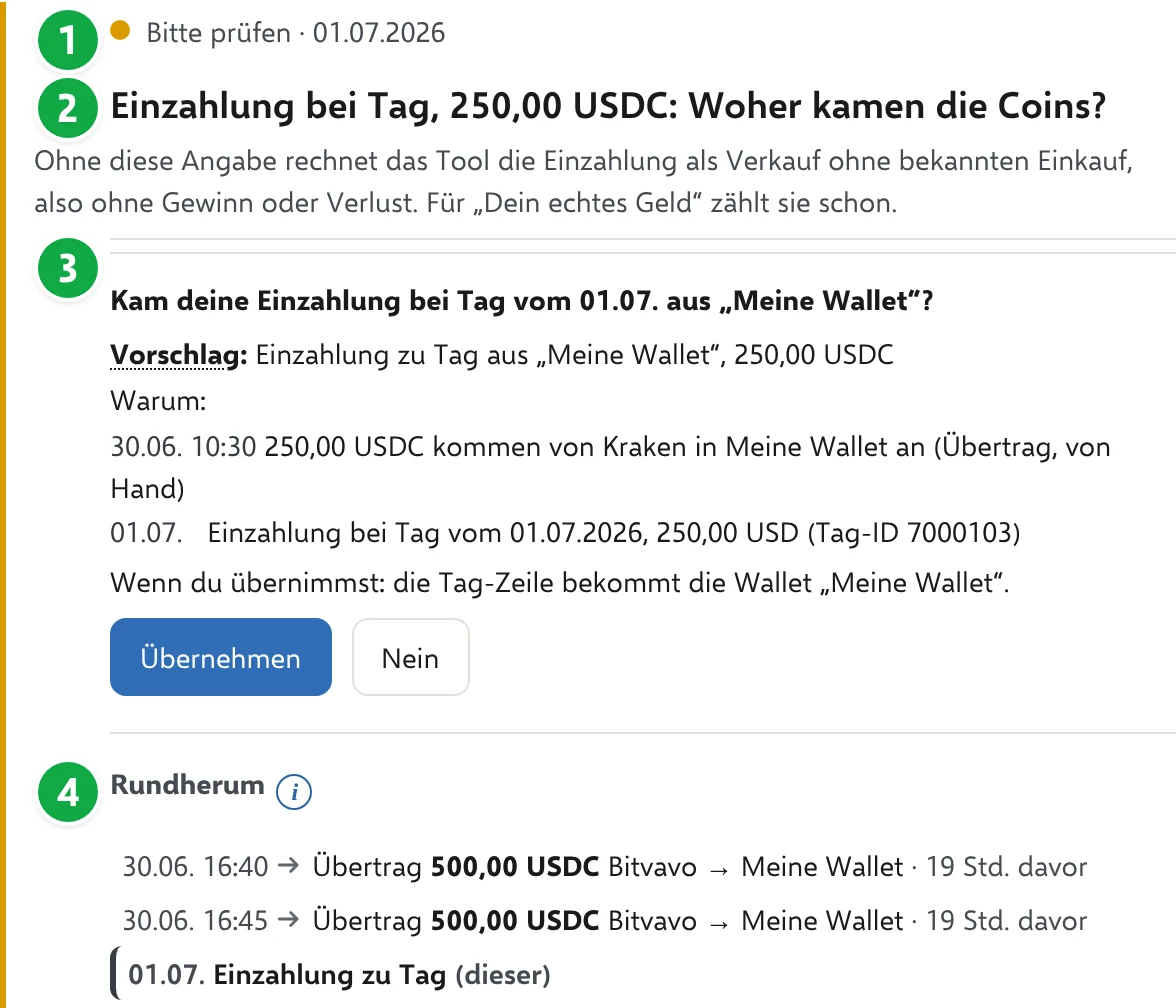 1 Bitte prüfen · 01.07.2026
2 Einzahlung bei Tag, 250,00 USDC: Woher kamen die Coins?
Ohne diese Angabe rechnet das Tool die Einzahlung als Verkauf ohne bekannten Einkauf,
also ohne Gewinn oder Verlust. Für „Dein echtes Geld“ zählt sie schon.
3
Kam deine Einzahlung bei Tag vom 01.07. aus „Meine Wallet“?
Vorschlag: Einzahlung zu Tag aus „Meine Wallet“, 250,00 USDC
Warum:
30.06. 10:30 250,00 USDC kommen von Kraken in Meine Wallet an (Übertrag, von
Hand)
01.07. Einzahlung bei Tag vom 01.07.2026, 250,00 USD (Tag-ID 7000103)
Wenn du übernimmst: die Tag-Zeile bekommt die Wallet „Meine Wallet“.
Übernehmen Nein
4 Rundherum i
30.06. 16:40 → Übertrag 500,00 USDC Bitvavo → Meine Wallet · 19 Std. davor
30.06. 16:45 → Übertrag 500,00 USDC Bitvavo → Meine Wallet · 19 Std. davor
01.07. Einzahlung zu Tag (dieser)